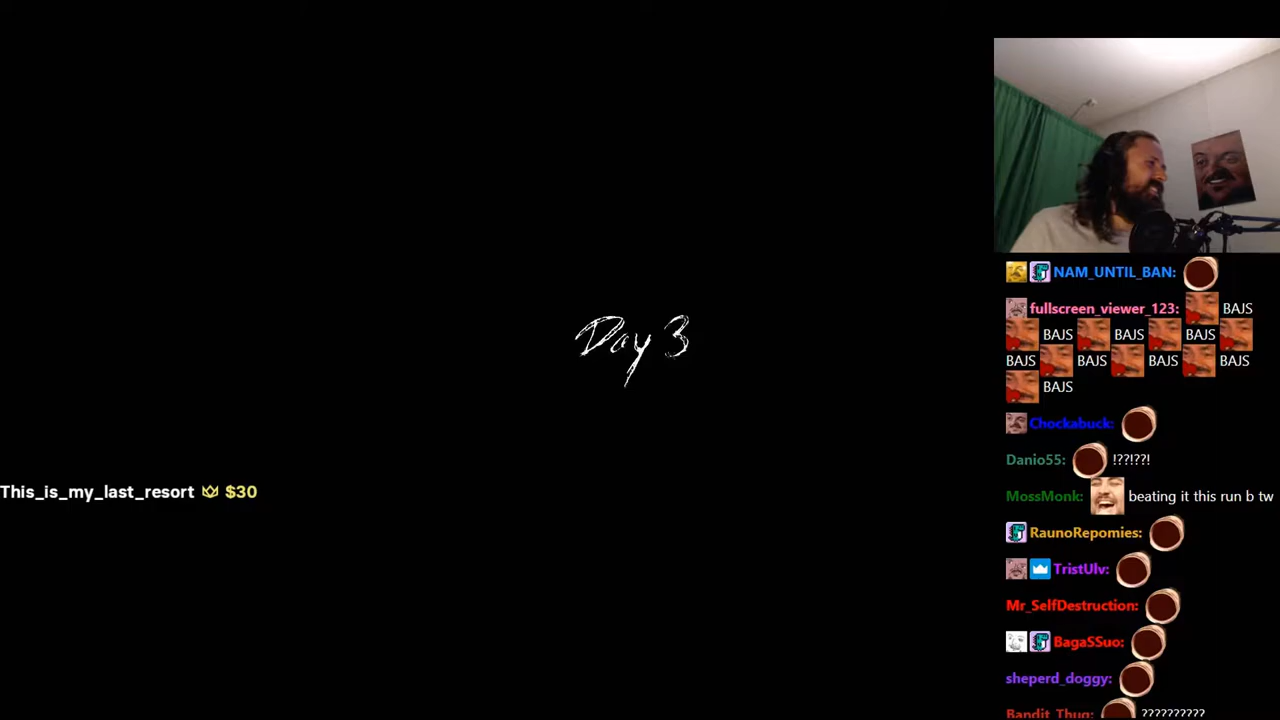 Day 3
This_is_my_last_resort $30
NAM_UNTIL_BAN:
fullscreen_viewer_123: BAJS
BAJS BAJS BAJS
BAJS BAJS BAJS BAJS
BAJS
Chockabuck:
Danio55: !??!??!
MossMonk: beating it this run b tw
RaunoRepomies:
TristUlv:
Mr_SelfDestruction:
BagaSSuo:
sheperd_doggy:
Bandit_Thug: ??????????